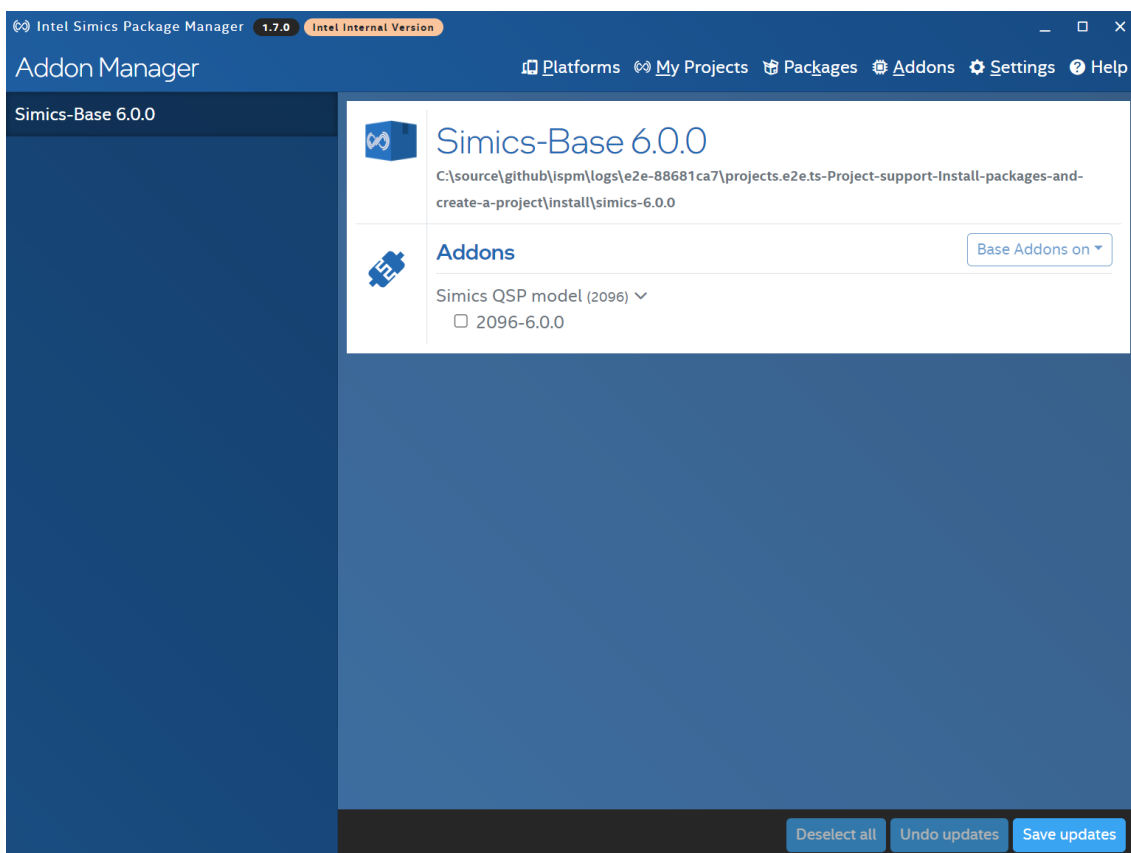 Intel Simics Package Manager 1.7.0 Intel Internal Version
Addon Manager
Platforms My Projects Packages Addons Settings Help
Simics-Base 6.0.0
Simics-Base 6.0.0
C:\source\github\ispm\logs\e2e-88681ca7\projects.e2e.ts-Project-support-Install-packages-and-
create-a-project\install\simics-6.0.0
Addons
Base Addons on
Simics QSP model (2096)
2096-6.0.0
Deselect all Undo updates Save updates